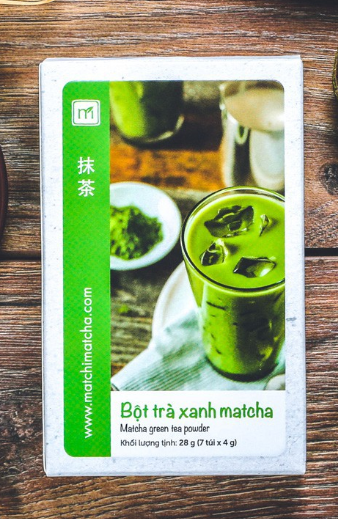 m
抹茶
www.matchimatcha.com
Bột trà xanh matcha
Matcha green tea powder
Khối lượng tịnh: 28 g (7 túi x 4 g)